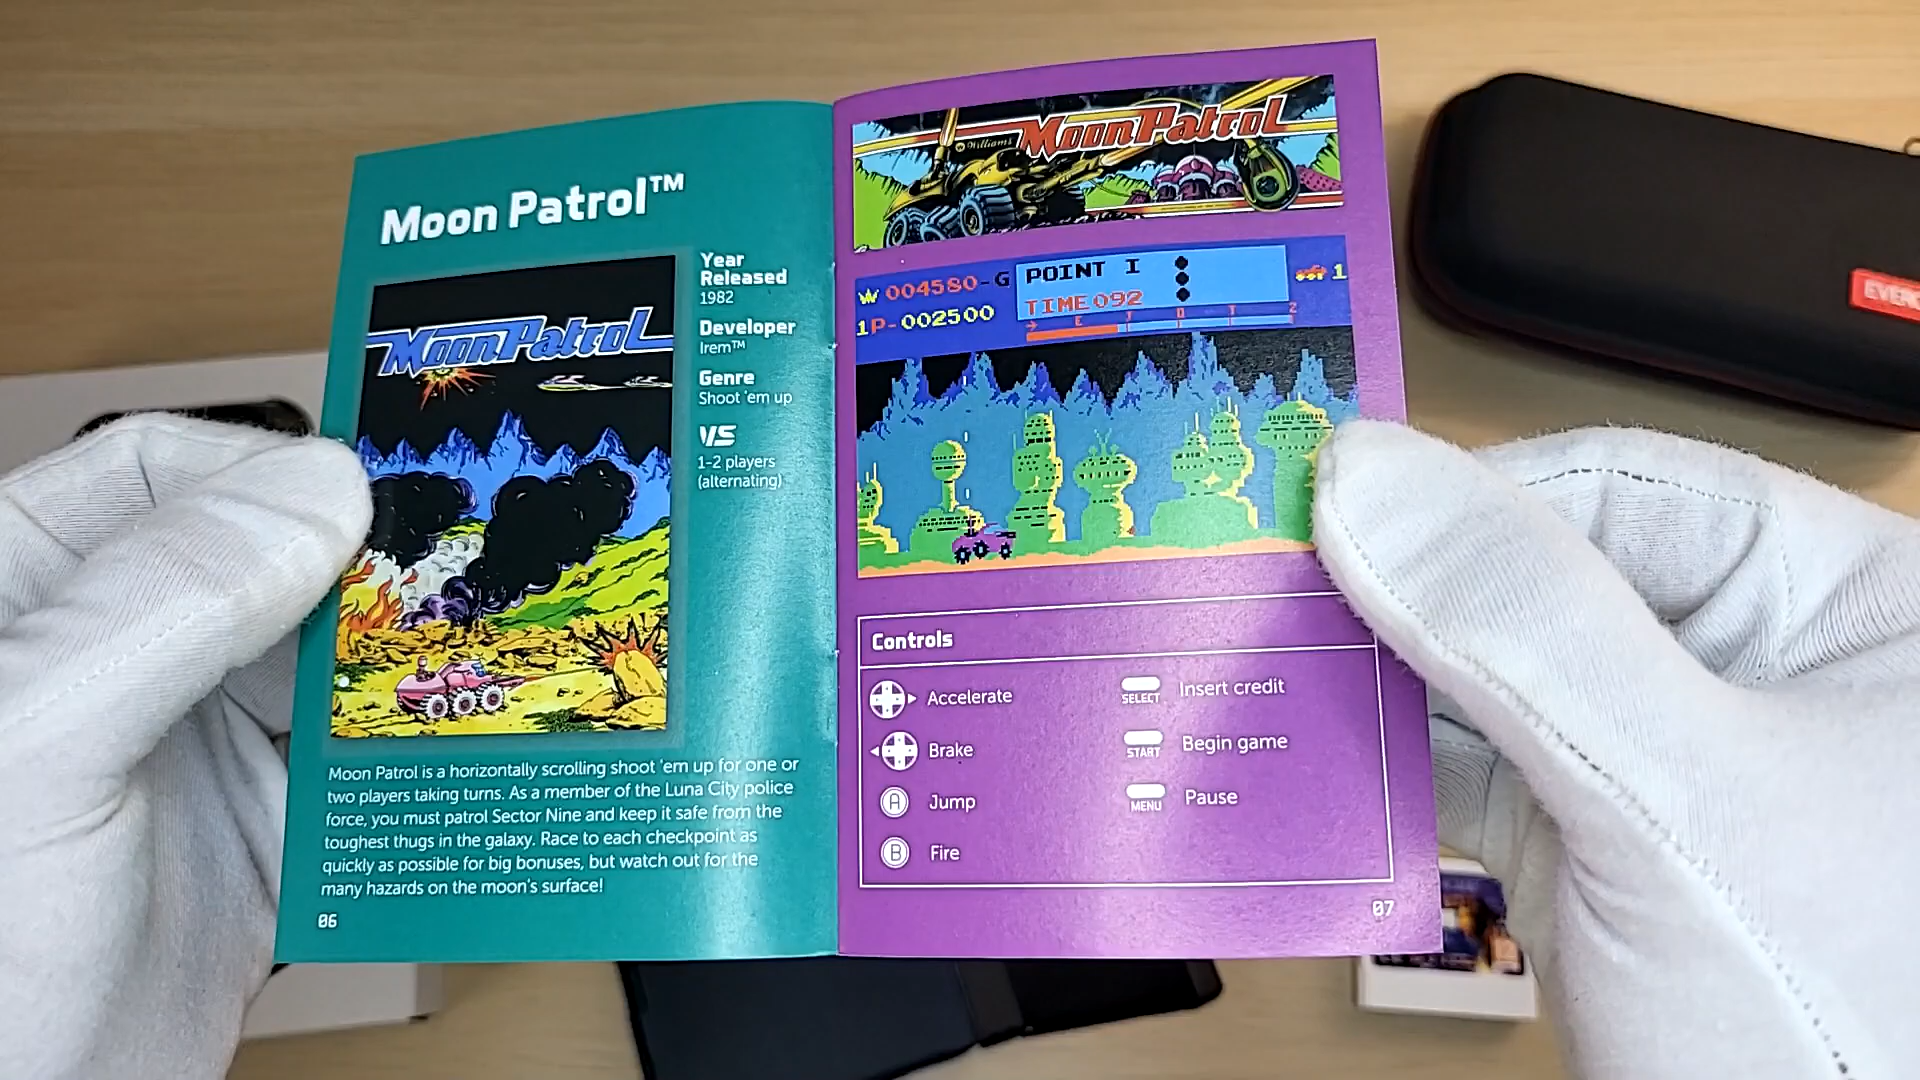 Moon Patrol™
MoonPatrol
Year
Released
1982
Developer
Irem™
Genre
Shoot 'em up
VS
1-2 players
(alternating)
Moon Patrol is a horizontally scrolling shoot 'em up for one or
two players taking turns. As a member of the Luna City police
force, you must patrol Sector Nine and keep it safe from the
toughest thugs in the galaxy. Race to each checkpoint as
quickly as possible for big bonuses, but watch out for the
many hazards on the moon's surface!
06
Williams
MoonPatrol
004580-G
1P-002500
POINT I
TIME 092
E J O T Z
1
Controls
Accelerate
Brake
A Jump
B Fire
SELECT Insert credit
START Begin game
MENU Pause
07